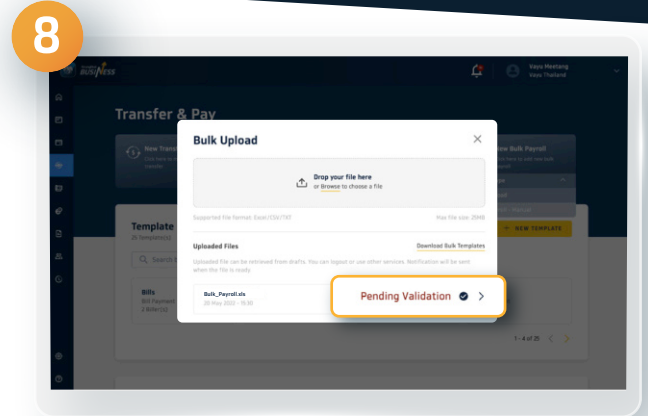 8
BUSINESS
Vayo Meetang
Vayo Thailand
Transfer & Pay
New Bulk Payroll
Bulk Upload
Drop your file here
or Browse to choose a file
Supported file format: Excel/CSV/TXT
Max file size: 25MB
Template
+ NEW TEMPLATE
Uploaded Files
Download Bulk Templates
Uploaded file can be retrieved from drafts. You can logout or use other services. Notification will be sent
when the file is ready
Bulk_Payroll.xls
20 May 2022 - 15:30
Pending Validation
Bills
Bill Payment
2 Biller(s)
1 - 4 of 25